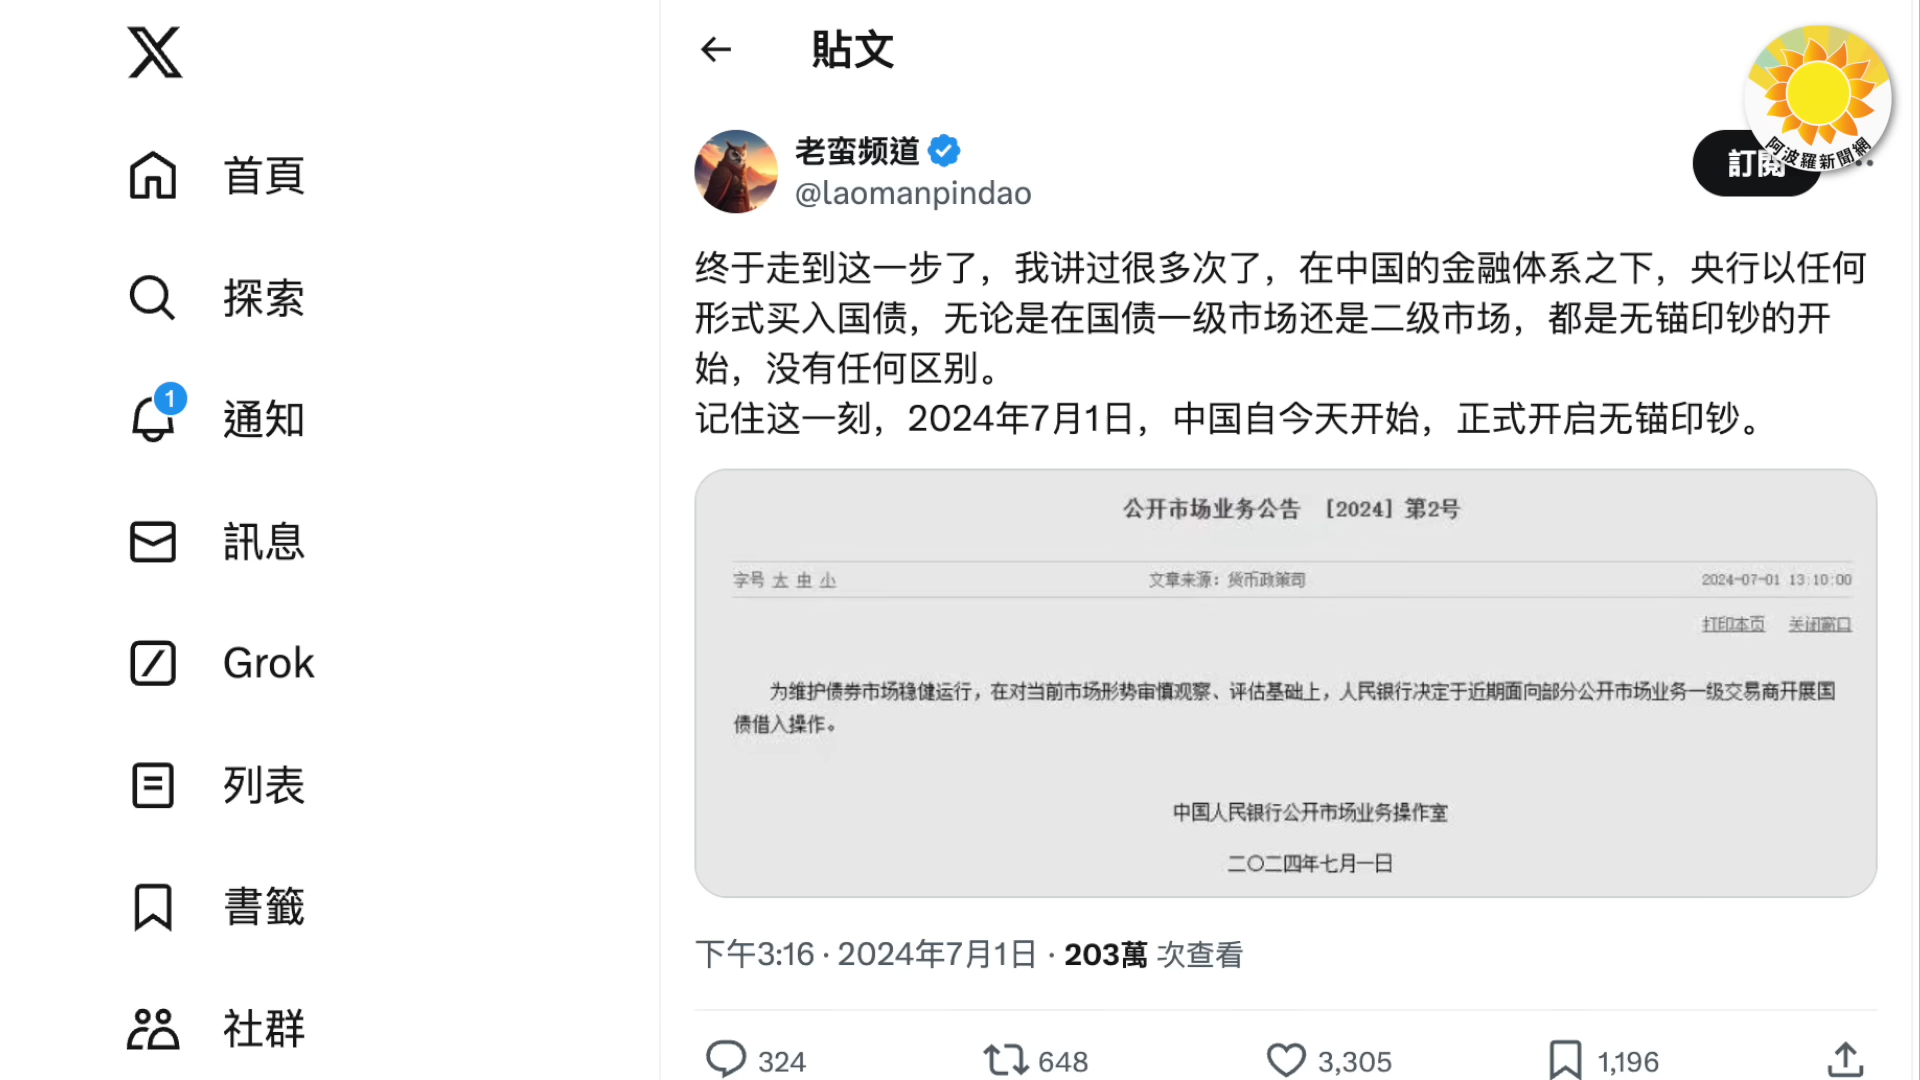 貼文
阿波羅新聞網
首頁
老蛮频道
訂閱
@laomanpindao
终于走到这一步了，我讲过很多次了，在中国的金融体系之下，央行以任何
形式买入国债，无论是在国债一级市场还是二级市场，都是无锚印钞的开
始，没有任何区别。
记住这一刻，2024年7月1日，中国自今天开始，正式开启无锚印钞。
探索
1
通知
訊息
Grok
列表
書籤
社群
公开市场业务公告 [2024] 第2号
字号 大 中 小 文章来源：货币政策司 2024-07-01 13:10:00
打印本页 关闭窗口
为维护债券市场稳健运行，在对当前市场形势审慎观察、评估基础上，人民银行决定于近期面向部分公开市场业务一级交易商开展国
债借入操作。
中国人民银行公开市场业务操作室
二〇二四年七月一日
下午3:16 · 2024年7月1日 · 203萬 次查看
324 648 3,305 1,196